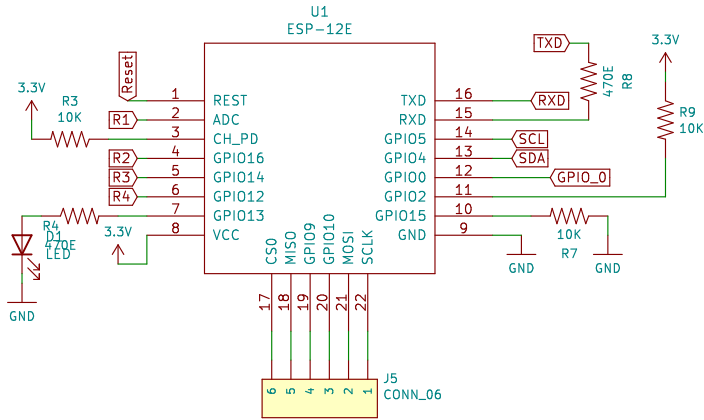 U1
ESP-12E
Reset
1 REST
R1 2 ADC
3.3V
R3
10K
3 CH_PD
R2 4 GPIO16
R3 5 GPIO14
R4 6 GPIO12
7 GPIO13
8 VCC
R4
470E
D1
LED
GND
3.3V
TXD 16
RXD
RXD 15
TXD
470E
R8
GPIO5 14 SCL
GPIO4 13 SDA
GPIO0 12 GPIO_0
GPIO2 11
3.3V
R9
10K
GPIO15 10
10K
R7
GND
GND 9
GND
CS0 MISO GPIO9 GPIO10 MOSI SCLK
17 18 19 20 21 22
6 5 4 3 2 1
J5
CONN_06